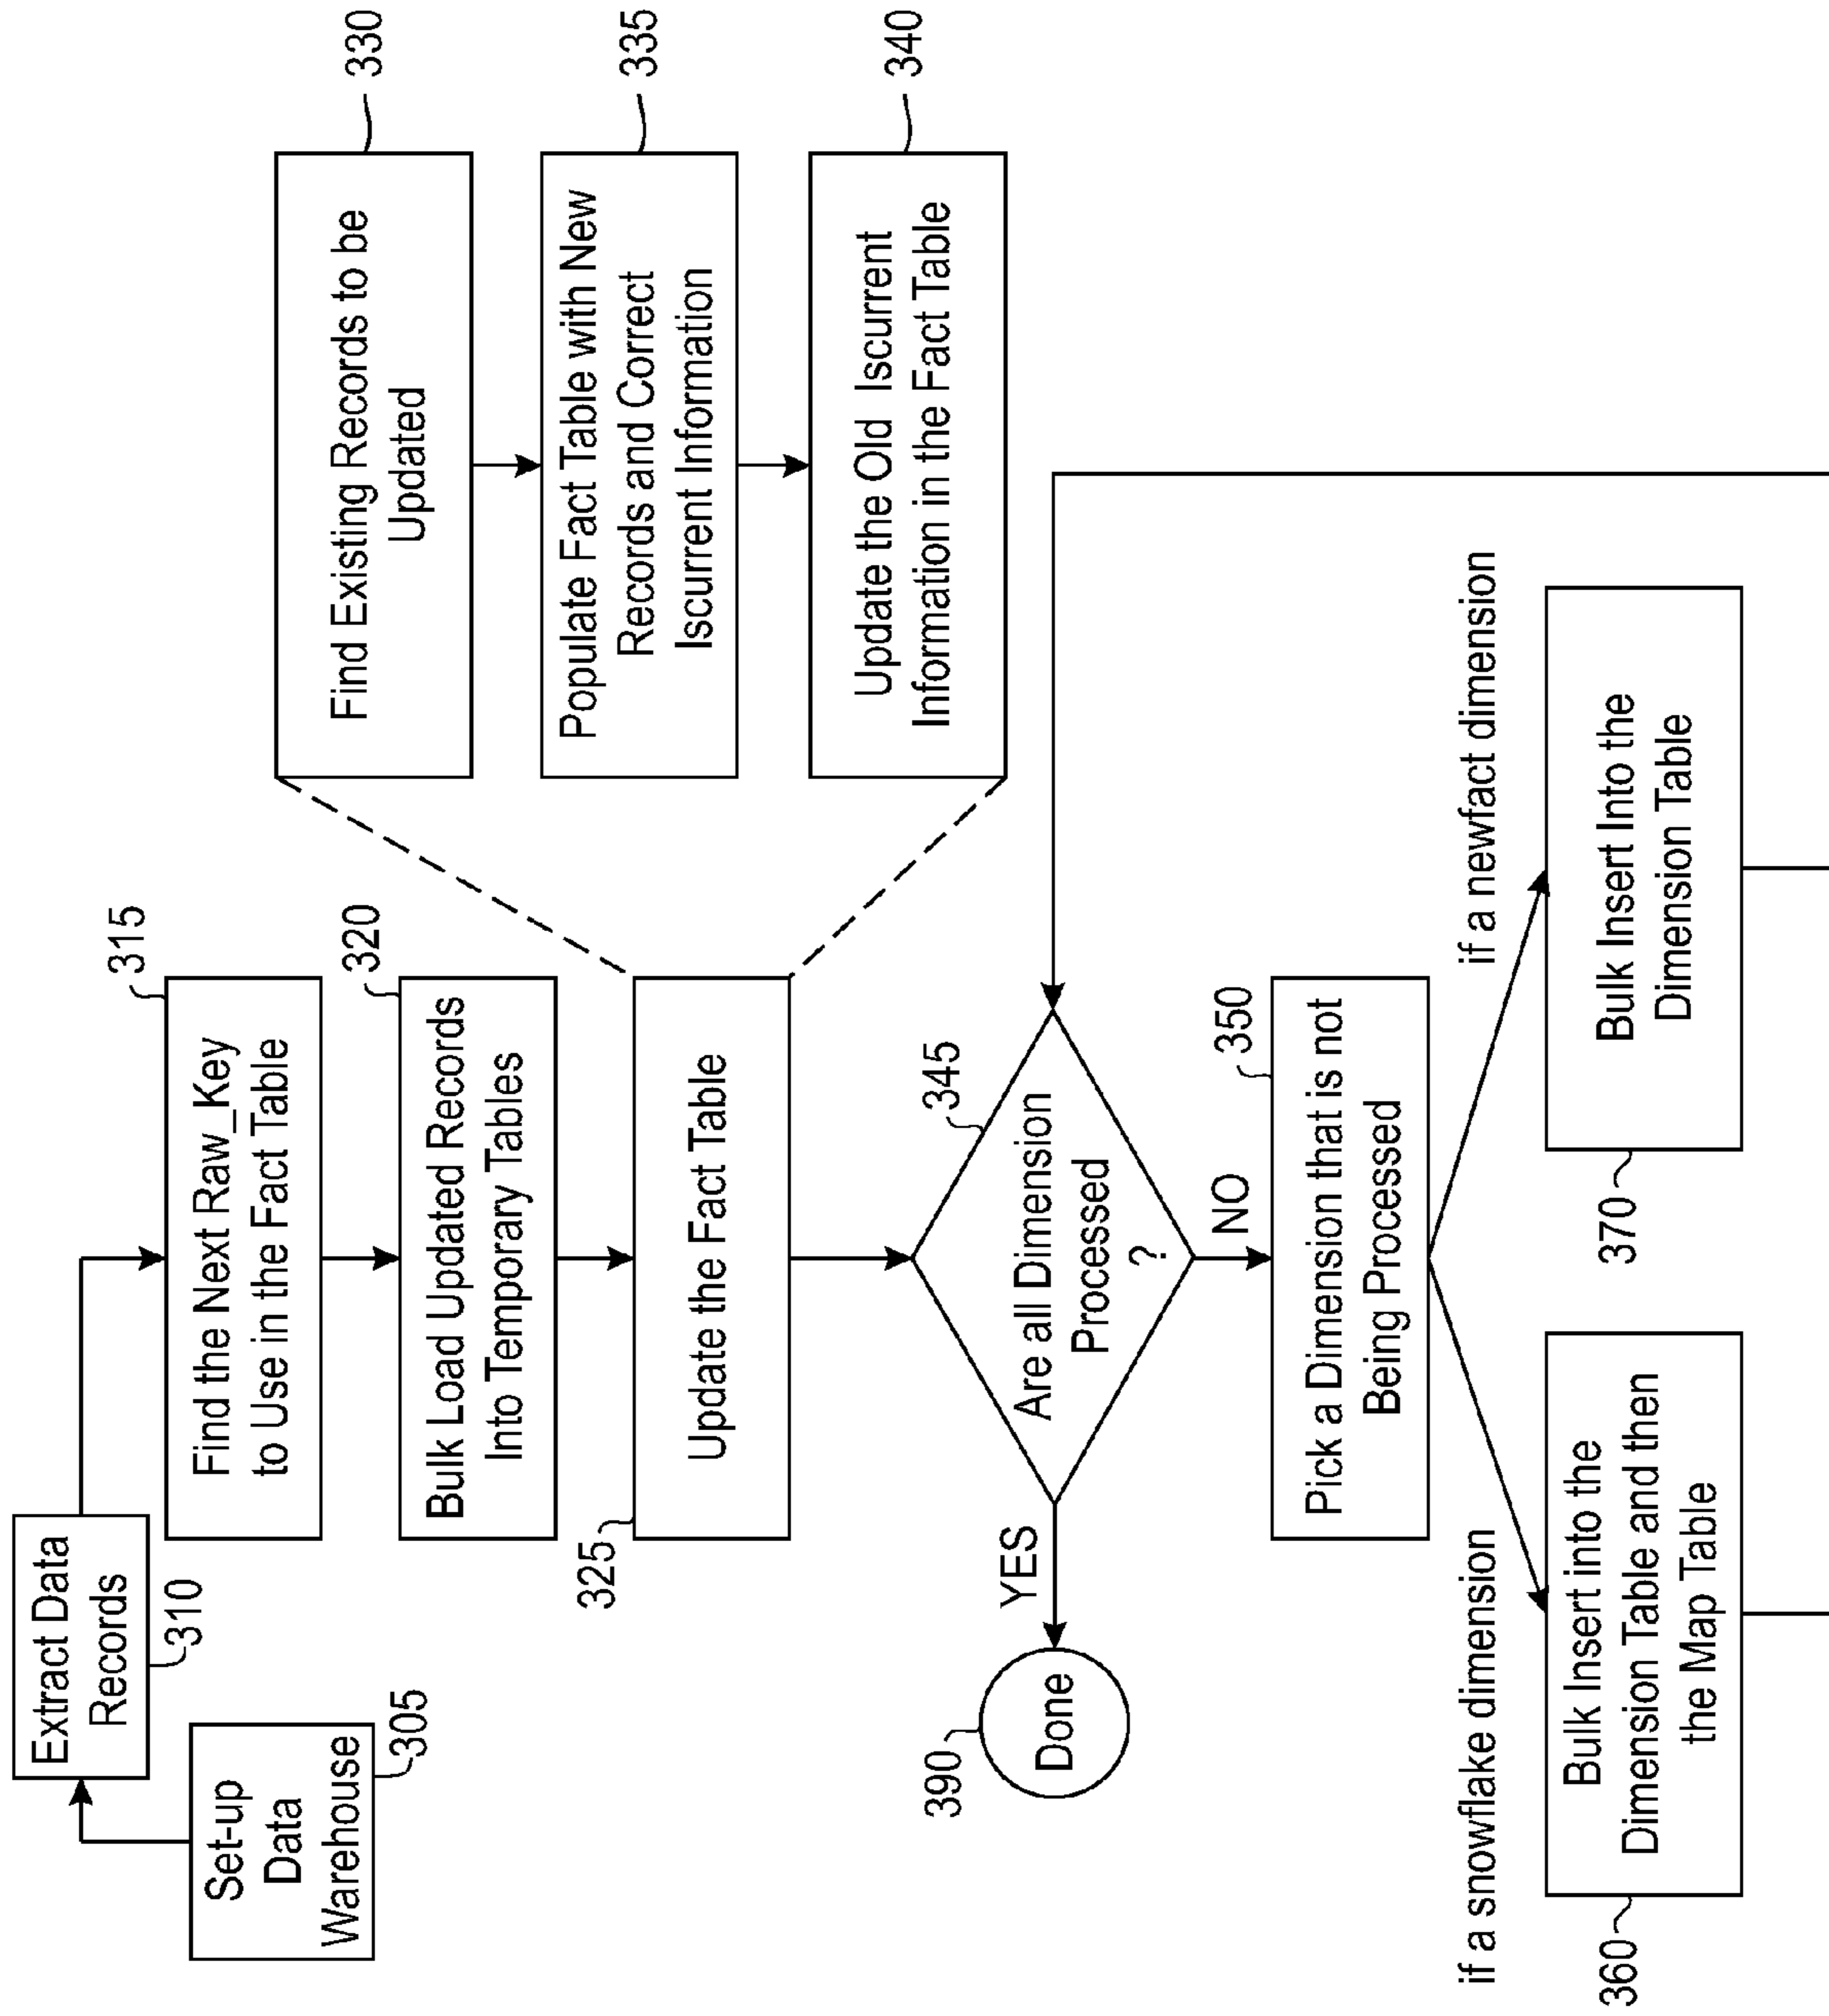 Set-up
Data
Warehouse
305
Extract Data
Records
310
315
Find the Next Raw_Key
to Use in the Fact Table
320
Bulk Load Updated Records
Into Temporary Tables
325
Update the Fact Table
330
Find Existing Records to be
Updated
335
Populate Fact Table with New
Records and Correct
Iscurrent Information
340
Update the Old Iscurrent
Information in the Fact Table
345
Are all Dimension
Processed
?
YES
390
Done
NO
350
Pick a Dimension that is not
Being Processed
if a snowflake dimension
360
Bulk Insert into the
Dimension Table and then
the Map Table
if a newfact dimension
370
Bulk Insert Into the
Dimension Table